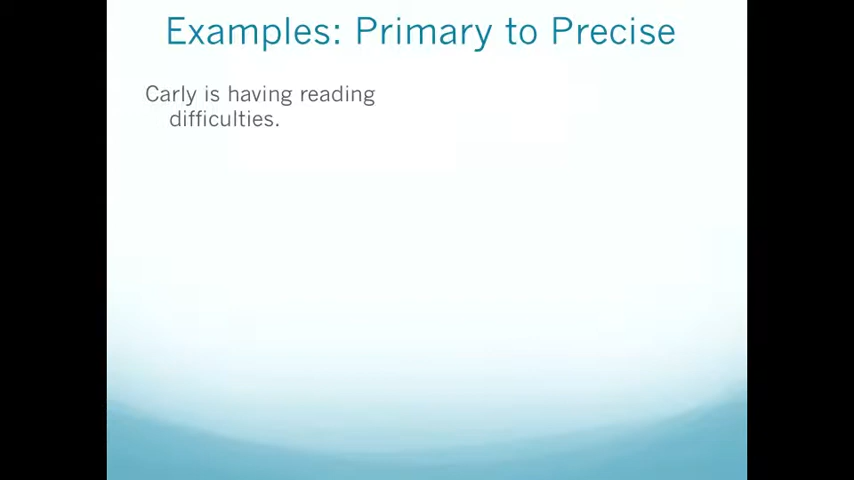 Examples: Primary to Precise
Carly is having reading
difficulties.